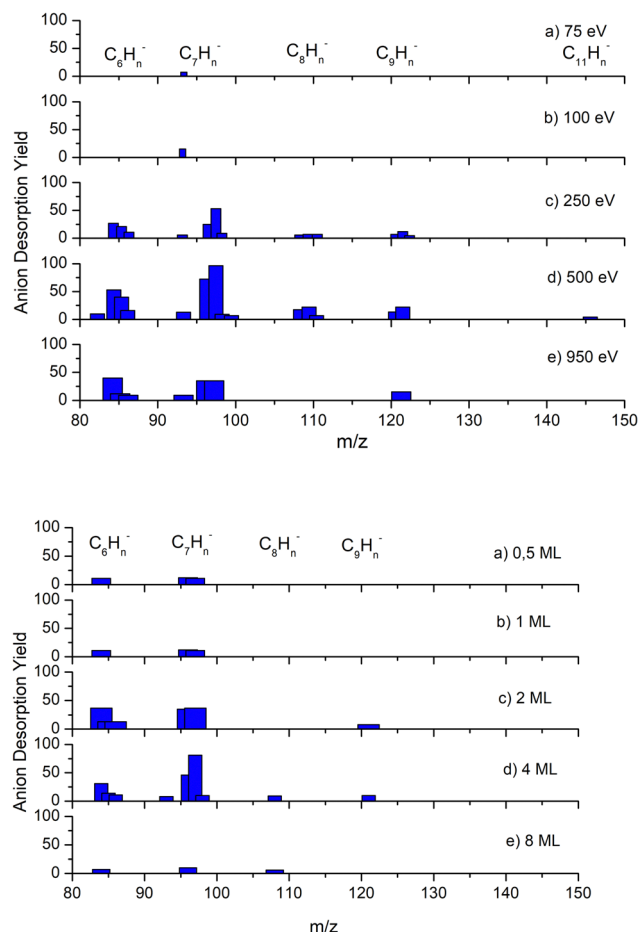 a) 75 eV
C₆Hₙ⁻ C₇Hₙ⁻ C₈Hₙ⁻ C₉Hₙ⁻ C₁₁Hₙ⁻
100
50
0
b) 100 eV
100
50
0
c) 250 eV
100
50
0
d) 500 eV
100
50
0
e) 950 eV
100
50
0
Anion Desorption Yield
80 90 100 110 120 130 140 150
m/z
a) 0,5 ML
C₆Hₙ⁻ C₇Hₙ⁻ C₈Hₙ⁻ C₉Hₙ⁻
100
50
0
b) 1 ML
100
50
0
c) 2 ML
100
50
0
d) 4 ML
100
50
0
e) 8 ML
100
50
0
Anion Desorption Yield
80 90 100 110 120 130 140 150
m/z